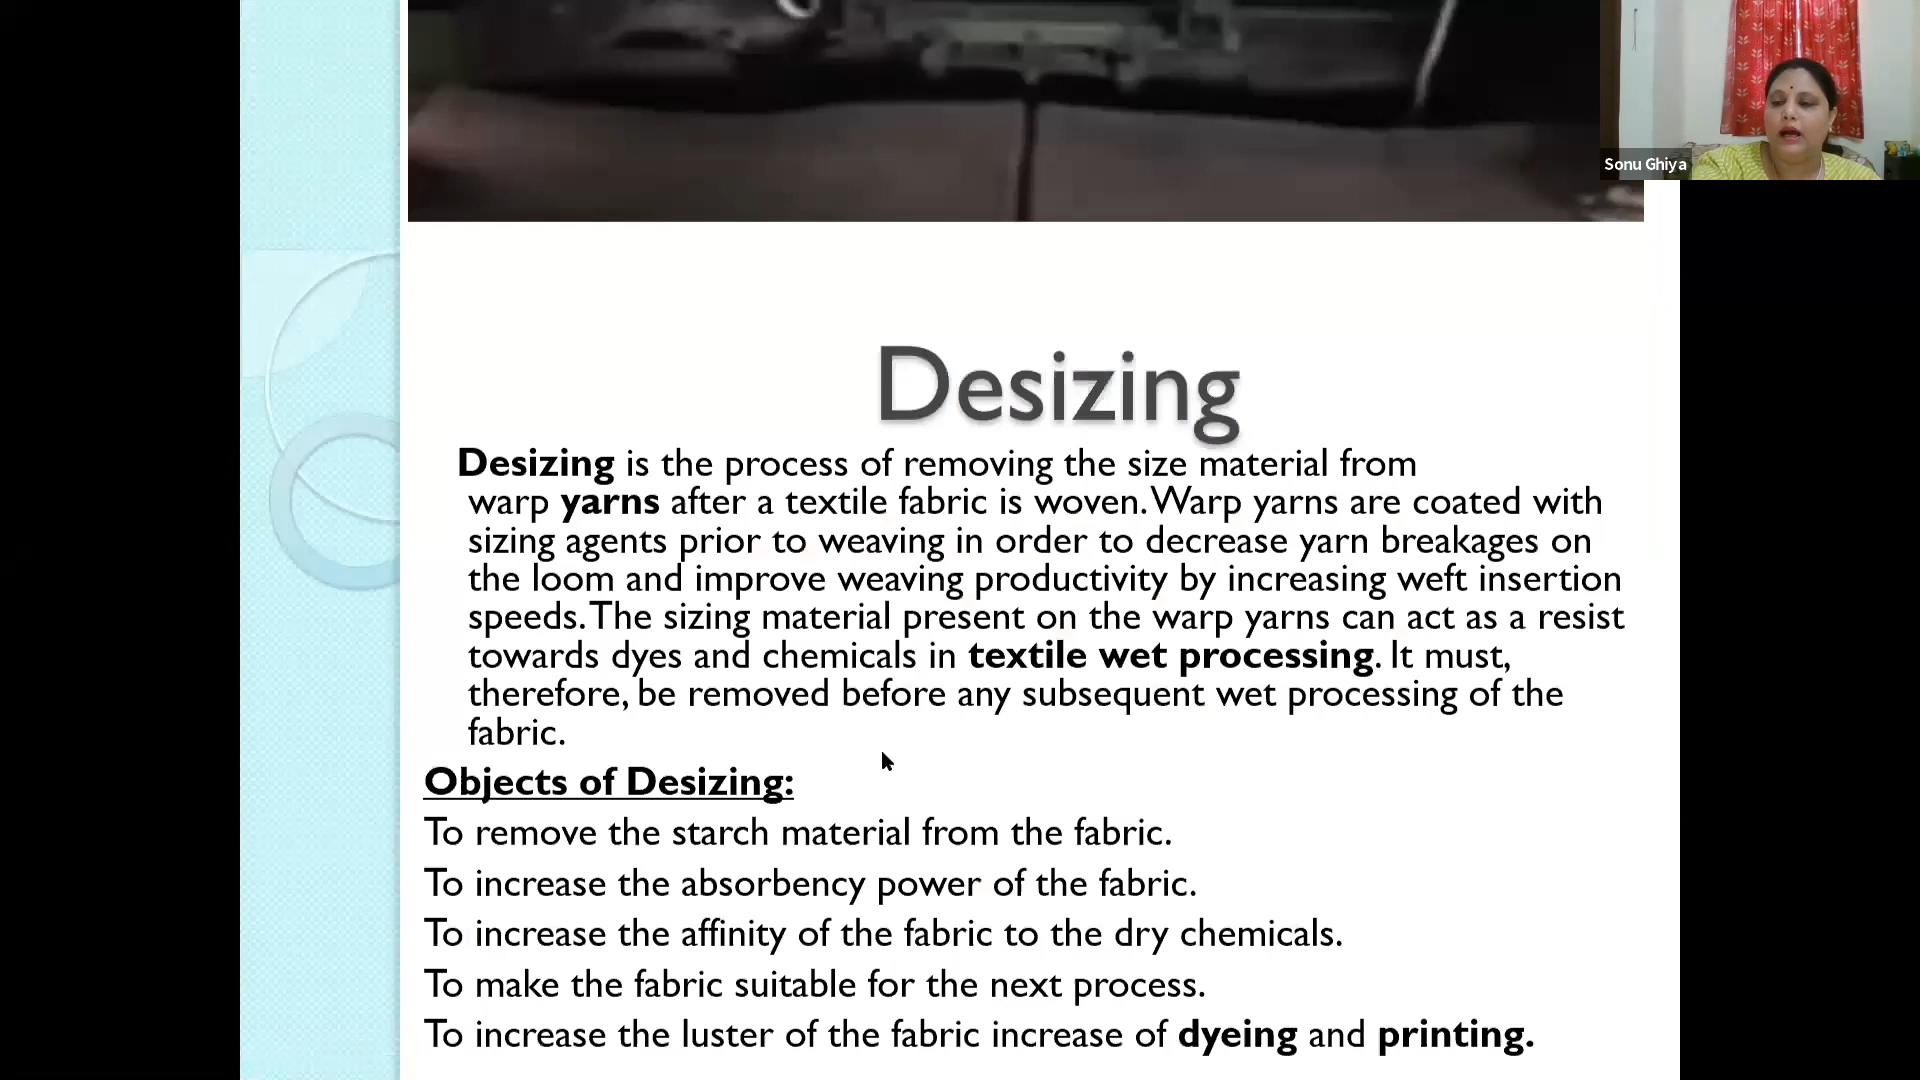 Sonu Ghiya
Desizing
Desizing is the process of removing the size material from
warp yarns after a textile fabric is woven. Warp yarns are coated with
sizing agents prior to weaving in order to decrease yarn breakages on
the loom and improve weaving productivity by increasing weft insertion
speeds. The sizing material present on the warp yarns can act as a resist
towards dyes and chemicals in textile wet processing. It must,
therefore, be removed before any subsequent wet processing of the
fabric.
Objects of Desizing:
To remove the starch material from the fabric.
To increase the absorbency power of the fabric.
To increase the affinity of the fabric to the dry chemicals.
To make the fabric suitable for the next process.
To increase the luster of the fabric increase of dyeing and printing.